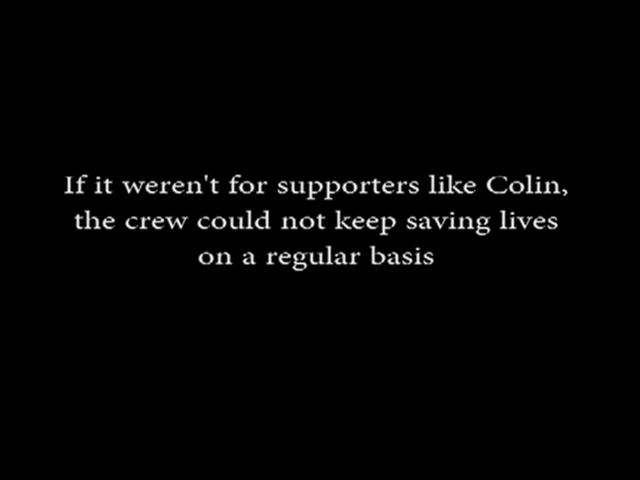 If it weren't for supporters like Colin,
the crew could not keep saving lives
on a regular basis